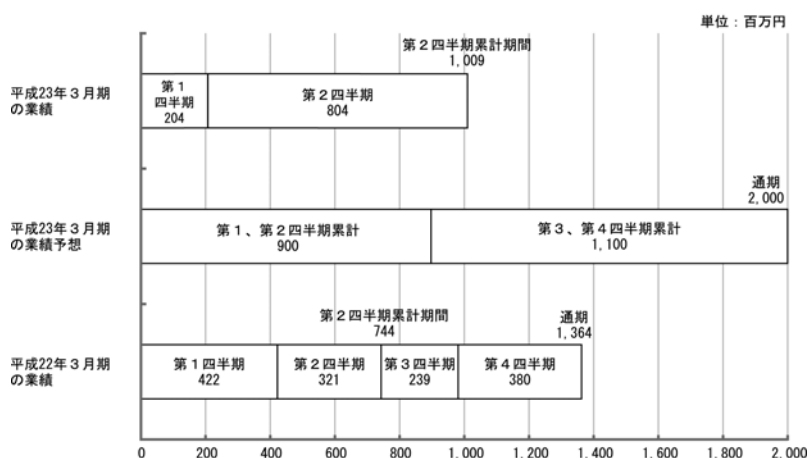 単位：百万円
第２四半期累計期間
1,009
平成23年３月期
の業績
第１
四半期
204
第２四半期
804
通期
2,000
平成23年３月期
の業績予想
第１、第２四半期累計
900
第３、第４四半期累計
1,100
第２四半期累計期間
744
通期
1,364
平成22年３月期
の業績
第１四半期
422
第２四半期
321
第３四半期
239
第４四半期
380
0 200 400 600 800 1,000 1,200 1,400 1,600 1,800 2,000